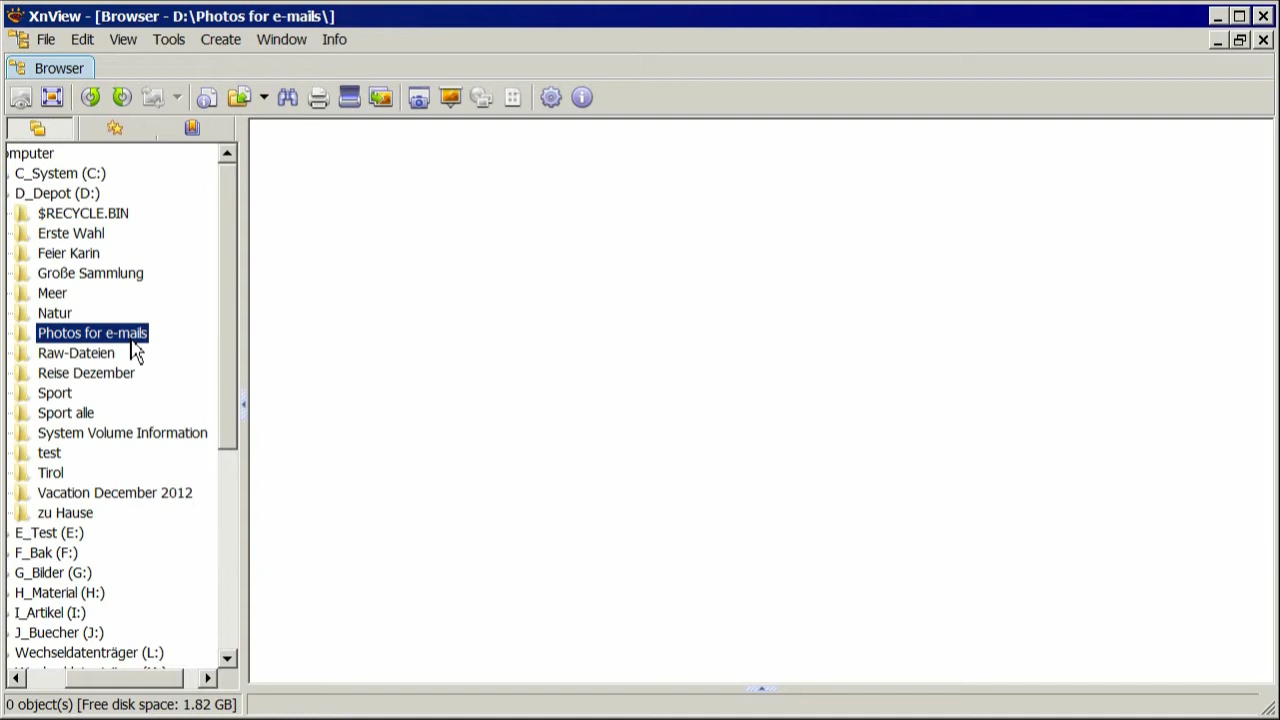 XnView - [Browser - D:\Photos for e-mails\]
File Edit View Tools Create Window Info
Browser
omputer
C_System (C:)
D_Depot (D:)
$RECYCLE.BIN
Erste Wahl
Feier Karin
Große Sammlung
Meer
Natur
Photos for e-mails
Raw-Dateien
Reise Dezember
Sport
Sport alle
System Volume Information
test
Tirol
Vacation December 2012
zu Hause
E_Test (E:)
F_Bak (F:)
G_Bilder (G:)
H_Material (H:)
I_Artikel (I:)
J_Buecher (J:)
Wechseldatenträger (L:)
0 object(s) [Free disk space: 1.82 GB]